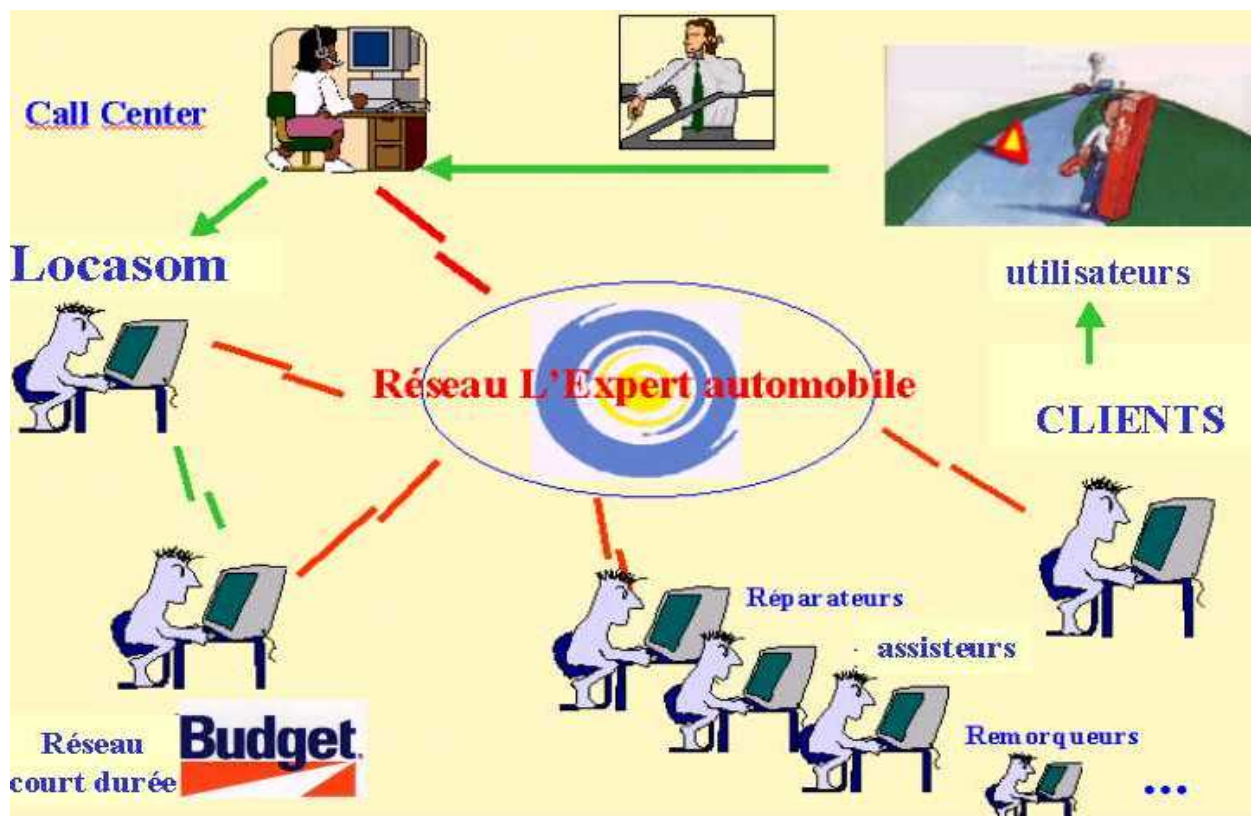 Call Center
Locasom
utilisateurs
Réseau L'Expert automobile
CLIENTS
Réparateurs
assisteurs
Remorqueurs
...
Réseau
court durée
Budget